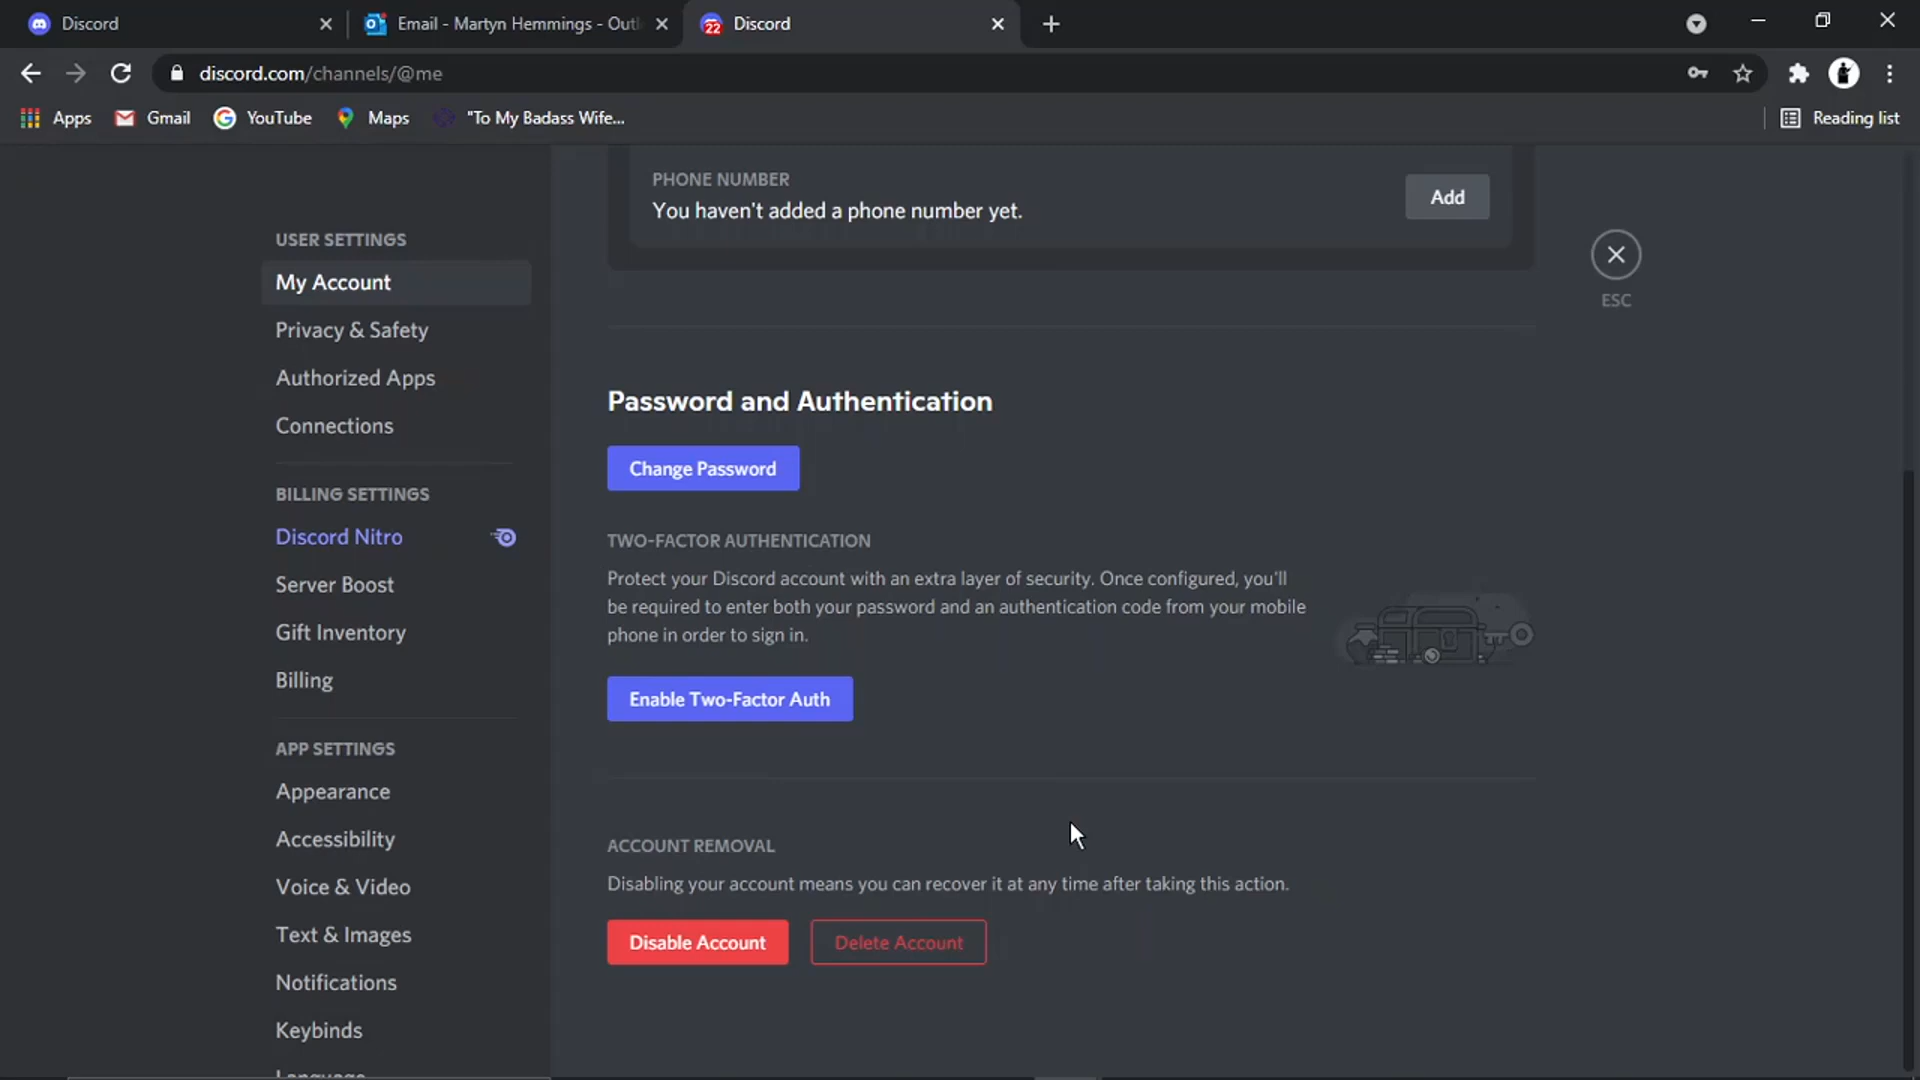 Discord
Email - Martyn Hemmings - Outl
22
Discord
discord.com/channels/@me
Apps
Gmail
YouTube
Maps
"To My Badass Wife...
Reading list
PHONE NUMBER
You haven't added a phone number yet.
Add
ESC
USER SETTINGS
My Account
Privacy & Safety
Authorized Apps
Connections
BILLING SETTINGS
Discord Nitro
Server Boost
Gift Inventory
Billing
APP SETTINGS
Appearance
Accessibility
Voice & Video
Text & Images
Notifications
Keybinds
Language
Password and Authentication
Change Password
TWO-FACTOR AUTHENTICATION
Protect your Discord account with an extra layer of security. Once configured, you'll
be required to enter both your password and an authentication code from your mobile
phone in order to sign in.
Enable Two-Factor Auth
ACCOUNT REMOVAL
Disabling your account means you can recover it at any time after taking this action.
Disable Account
Delete Account